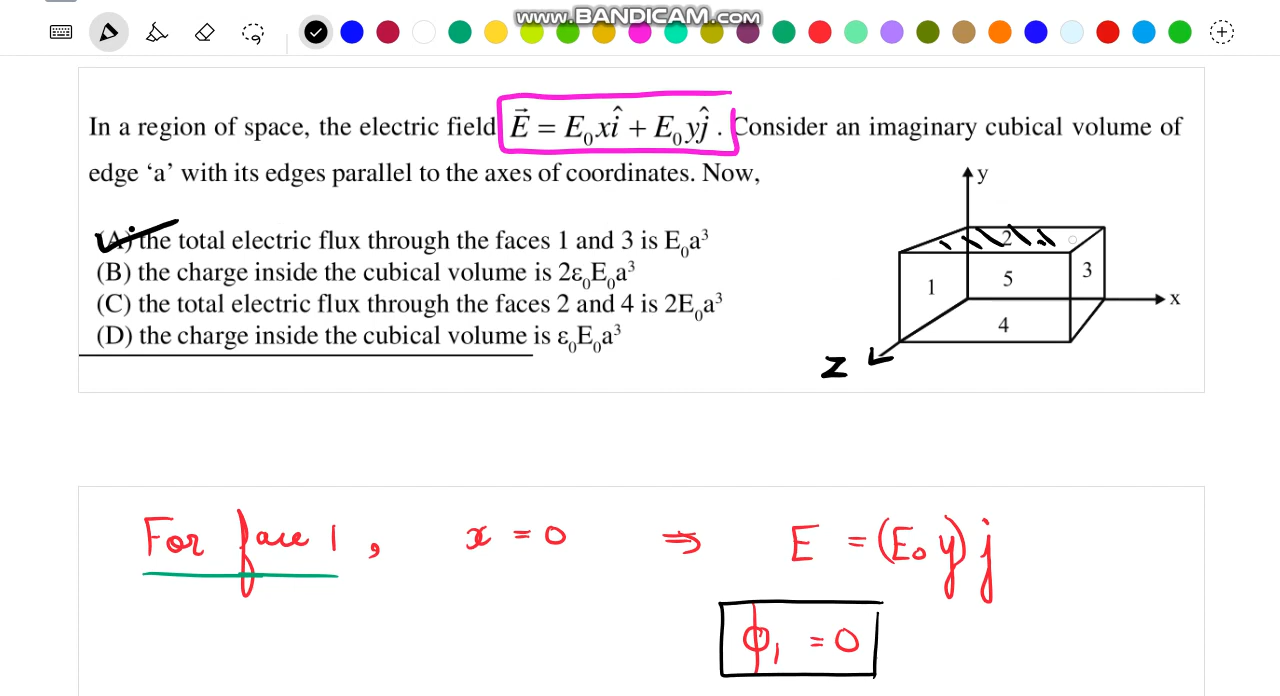 www.BANDICAM.com
In a region of space, the electric field E⃗ = E₀xî + E₀yĵ . Consider an imaginary cubical volume of
edge ‘a’ with its edges parallel to the axes of coordinates. Now,
(A) the total electric flux through the faces 1 and 3 is E₀a³
(B) the charge inside the cubical volume is 2ε₀E₀a³
(C) the total electric flux through the faces 2 and 4 is 2E₀a³
(D) the charge inside the cubical volume is ε₀E₀a³
y
2
3
1
5
x
4
Z
For face 1, x = 0 ⇒ E = (E₀ y) j
ϕ₁ = 0